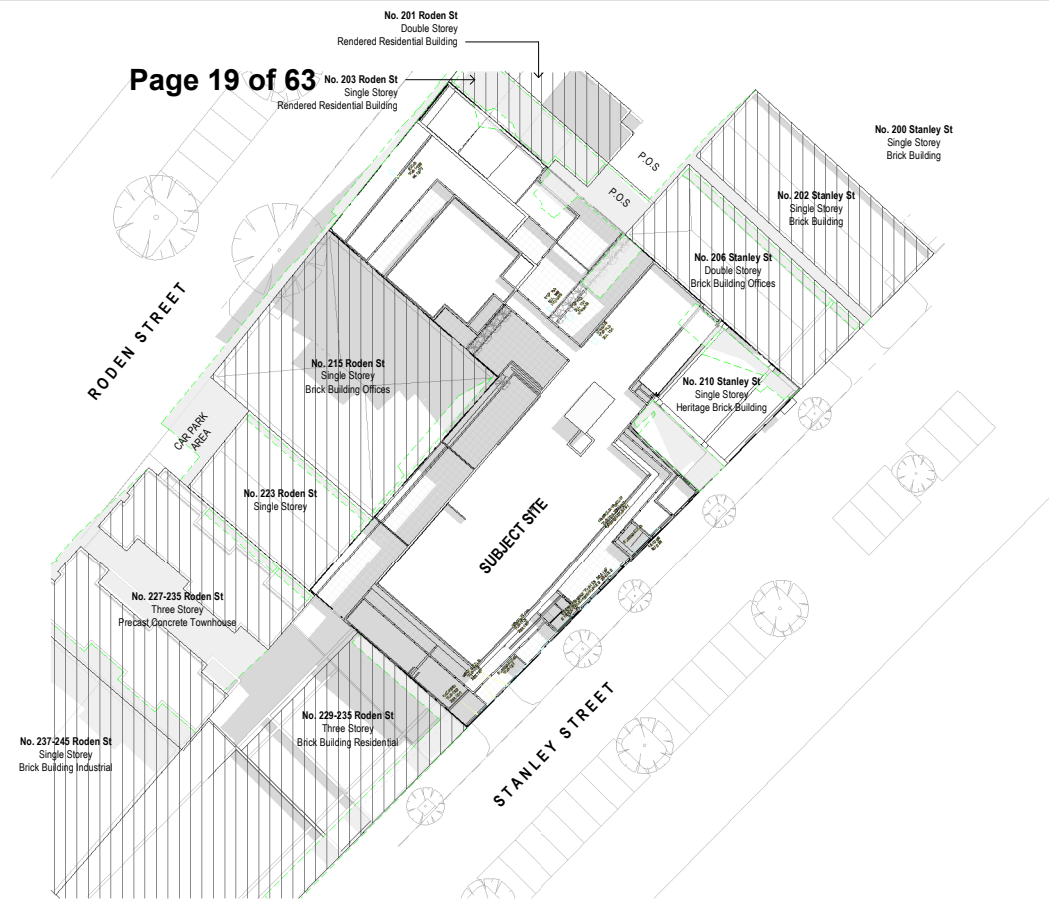 No. 201 Roden St
Double Storey
Rendered Residential Building
Page 19 of 63
No. 203 Roden St
Single Storey
Rendered Residential Building
No. 200 Stanley St
Single Storey
Brick Building
P.O.S
P.O.S
No. 202 Stanley St
Single Storey
Brick Building
No. 206 Stanley St
Double Storey
Brick Building Offices
RODEN STREET
No. 215 Roden St
Single Storey
Brick Building Offices
No. 210 Stanley St
Single Storey
Heritage Brick Building
CAR PARK
AREA
No. 223 Roden St
Single Storey
SUBJECT SITE
No. 227-235 Roden St
Three Storey
Precast Concrete Townhouse
No. 229-235 Roden St
Three Storey
Brick Building Residential
No. 237-245 Roden St
Single Storey
Brick Building Industrial
STANLEY STREET